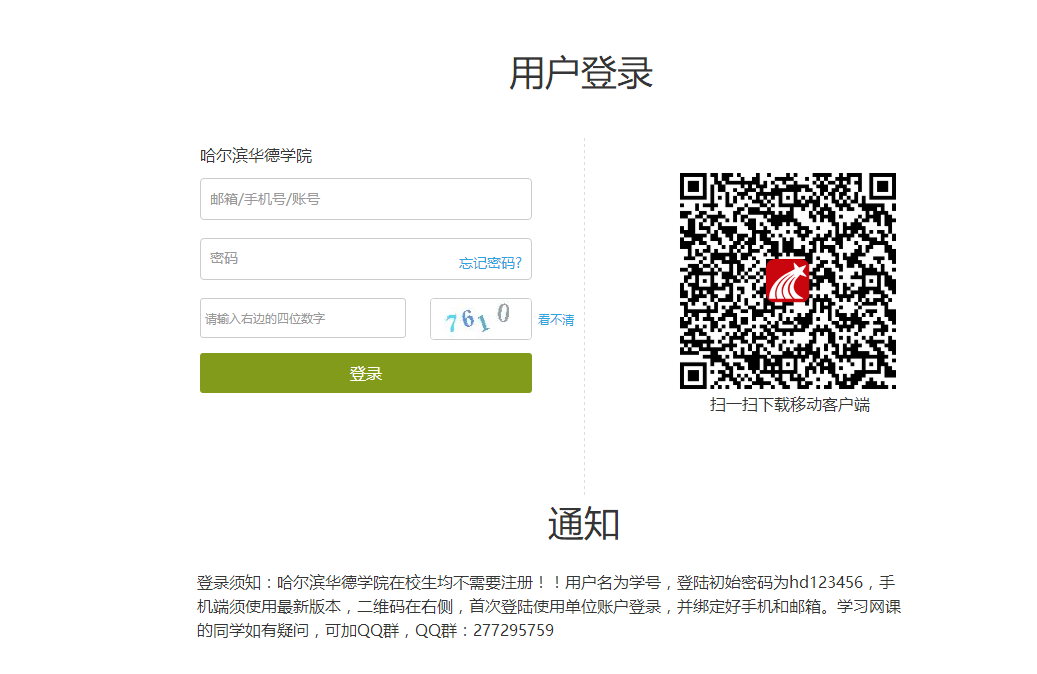 用户登录
哈尔滨华德学院
邮箱/手机号/账号
密码
忘记密码?
请输入右边的四位数字
7610
看不清
登录
扫一扫下载移动客户端
通知
登录须知：哈尔滨华德学院在校生均不需要注册！！用户名为学号，登陆初始密码为hd123456，手
机端须使用最新版本，二维码在右侧，首次登陆使用单位账户登录，并绑定好手机和邮箱。学习网课
的同学如有疑问，可加QQ群，QQ群：277295759